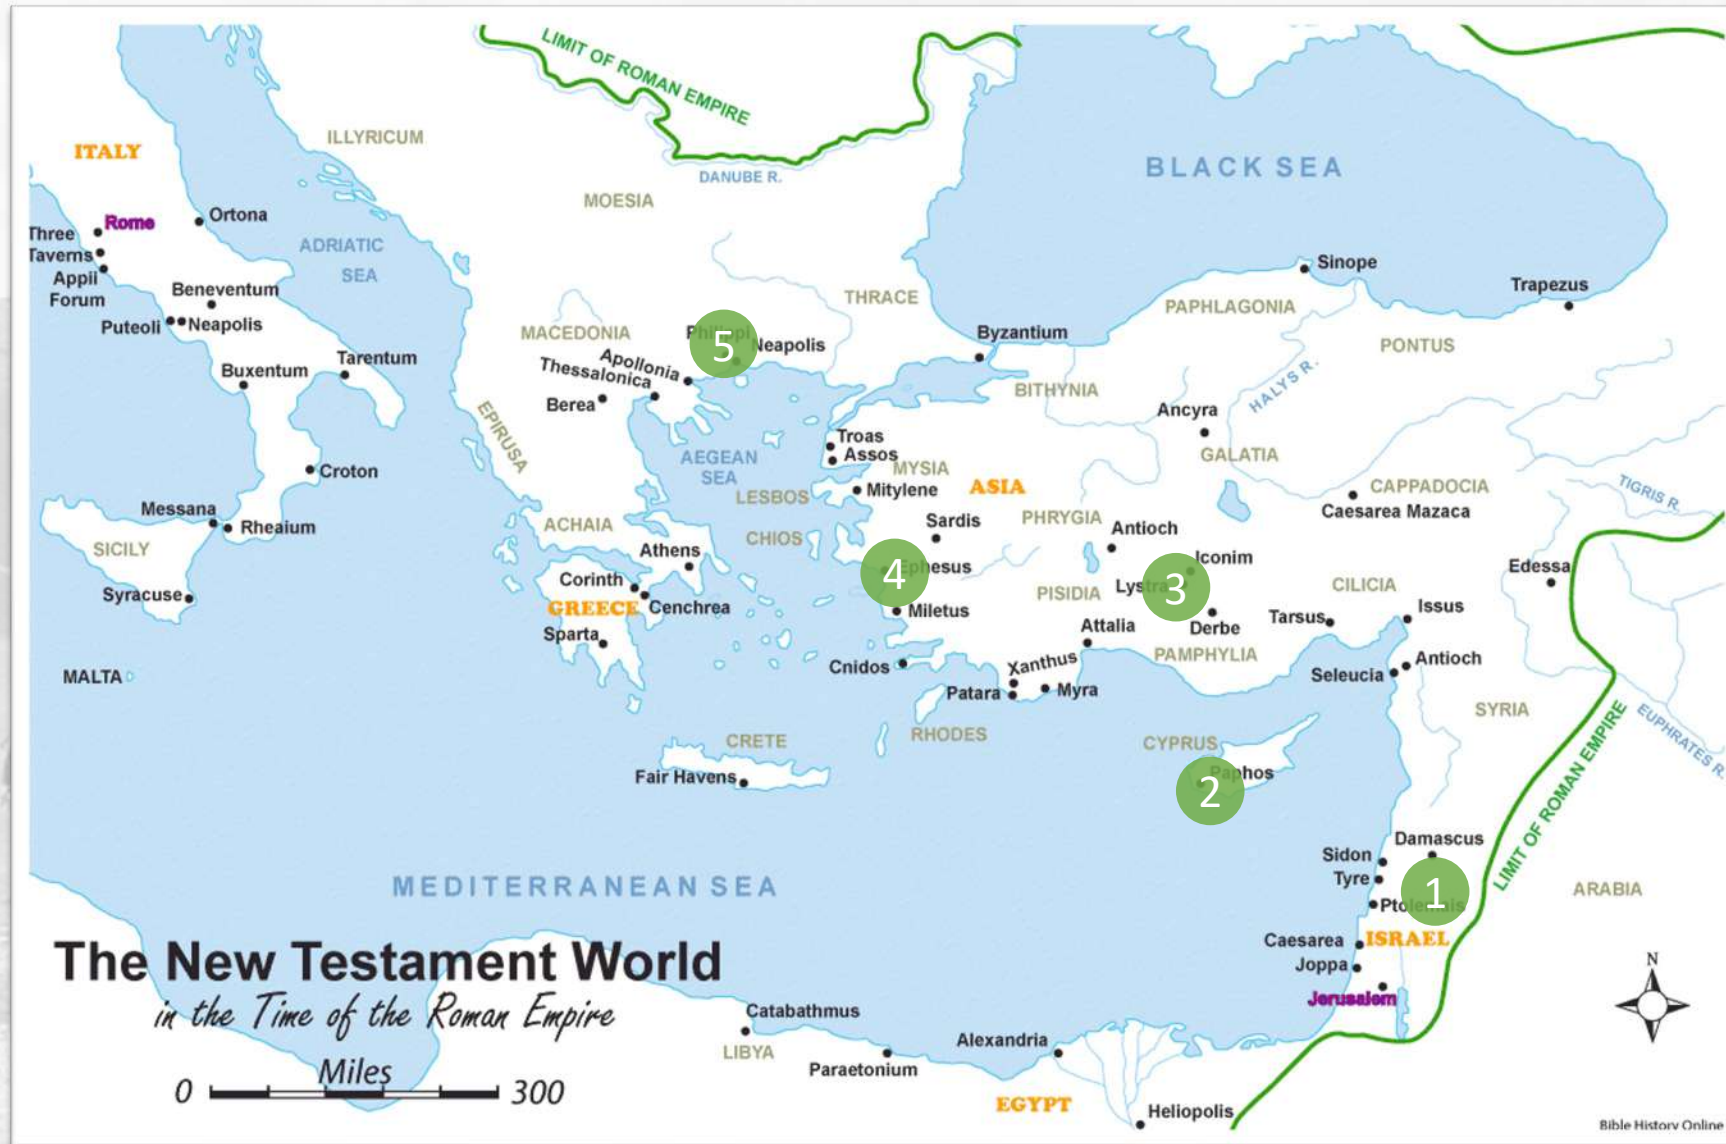 LIMIT OF ROMAN EMPIRE
ITALY
ILLYRICUM
BLACK SEA
DANUBE R.
MOESIA
Rome
Ortona
Three
Taverns
Appii
Forum
ADRIATIC
SEA
Beneventum
Puteoli
Neapolis
Buxentum
Tarentum
Croton
Messana
Rheaium
SICILY
Syracuse
MALTA
Sinope
Trapezus
PAPHLAGONIA
THRACE
Byzantium
PONTUS
MACEDONIA
Philippi
5
Neapolis
Apollonia
Thessalonica
Berea
EPIRUSA
BITHYNIA
HALYS R.
Ancyra
GALATIA
Troas
Assos
MYSIA
AEGEAN
SEA
LESBOS
Mitylene
ASIA
CAPPADOCIA
Caesarea Mazaca
TIGRIS R.
Sardis
PHRYGIA
Antioch
ACHAIA
CHIOS
Athens
4
Ephesus
Iconim
Lystra
3
Edessa
Corinth
GREECE
Cenchrea
Miletus
PISIDIA
CILICIA
Derbe
Tarsus
Issus
Sparta
Attalia
PAMPHYLIA
Cnidos
Xanthus
Patara
Myra
Seleucia
Antioch
SYRIA
EUPHRATES R.
RHODES
CRETE
Fair Havens
CYPRUS
Paphos
2
LIMIT OF ROMAN EMPIRE
Damascus
Sidon
Tyre
1
Ptolemais
ARABIA
MEDITERRANEAN SEA
Caesarea
ISRAEL
Joppa
Jerusalem
N
The New Testament World
in the Time of the Roman Empire
Miles
0
300
Catabathmus
LIBYA
Paraetonium
Alexandria
EGYPT
Heliopolis
Bible History Online